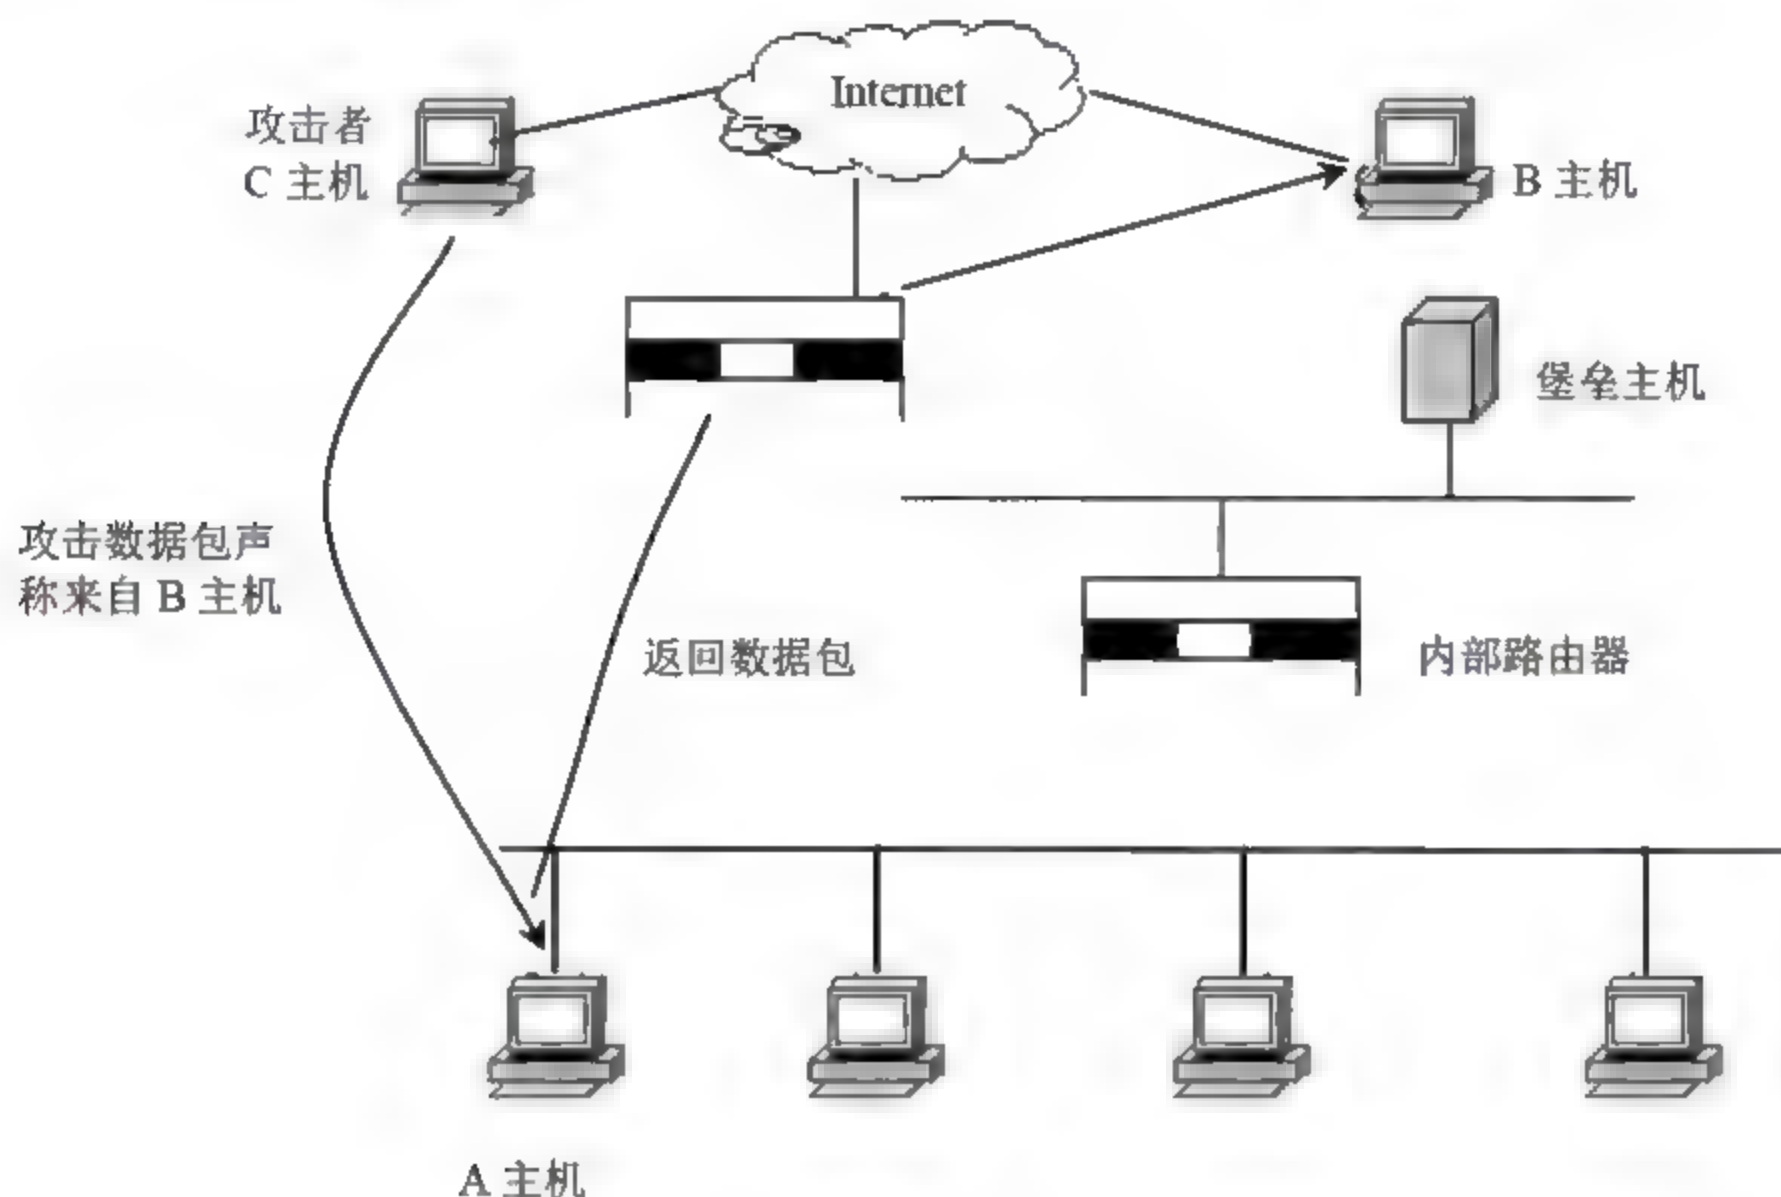 Internet
攻击者
C 主机
B 主机
堡垒主机
攻击数据包声
称来自 B 主机
返回数据包
内部路由器
A 主机